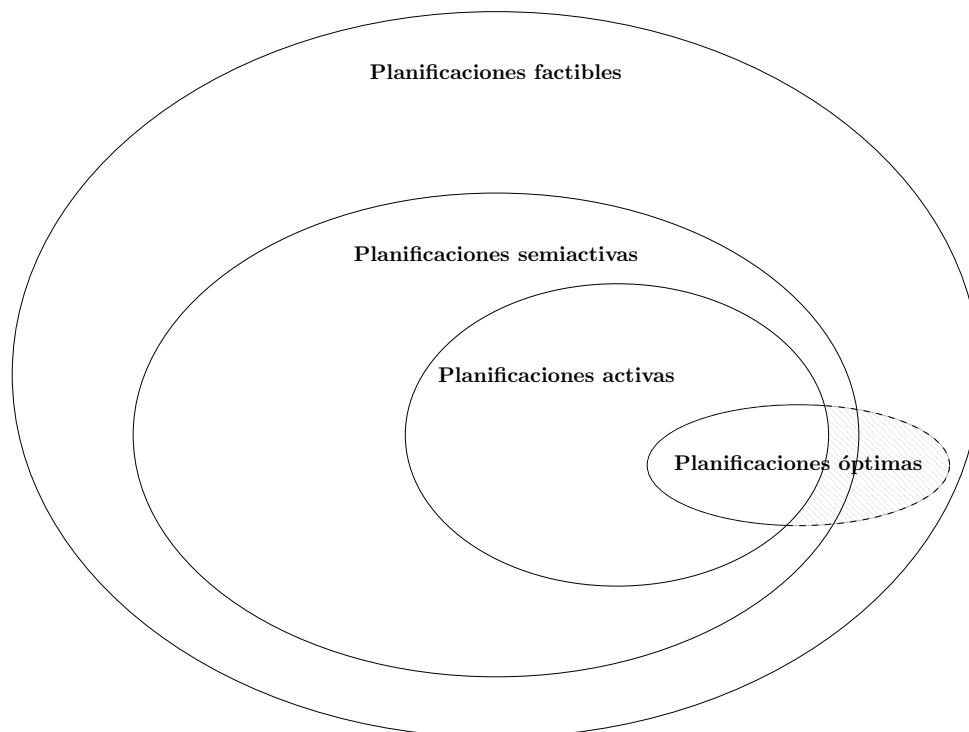 Planificaciones factibles
Planificaciones semiactivas
Planificaciones activas
Planificaciones óptimas